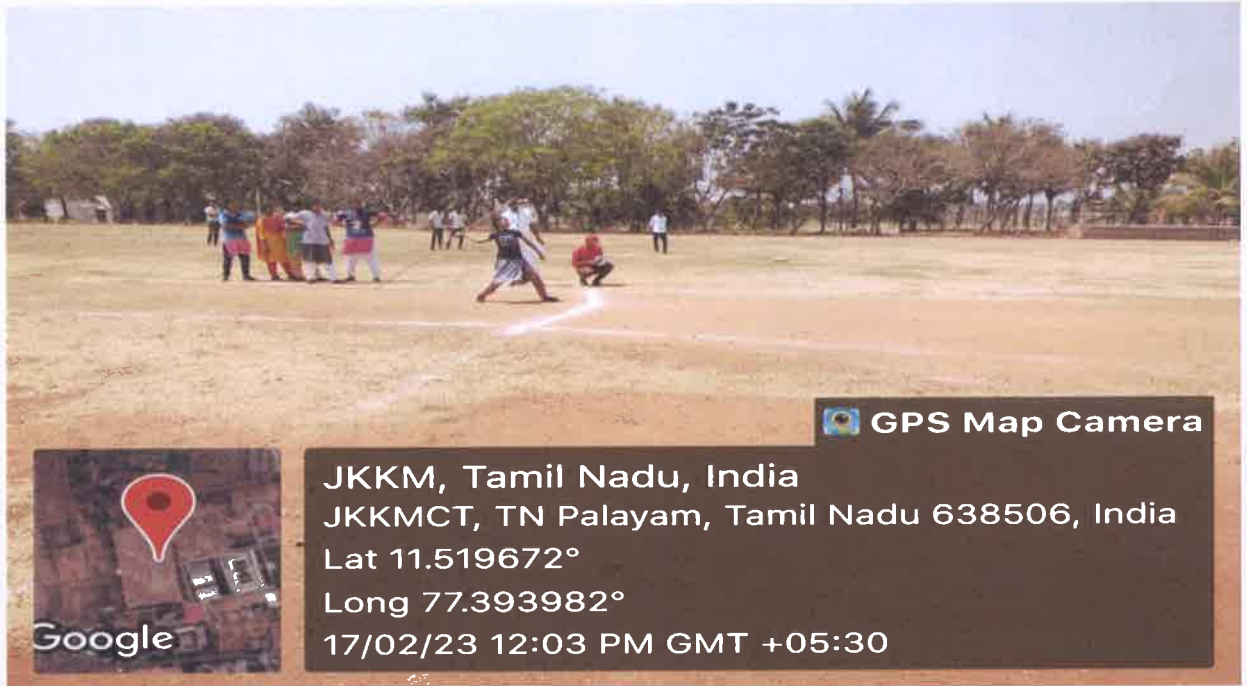 GPS Map Camera
JKKM, Tamil Nadu, India
JKKMCT, TN Palayam, Tamil Nadu 638506, India
Lat 11.519672°
Long 77.393982°
17/02/23 12:03 PM GMT +05:30
Google